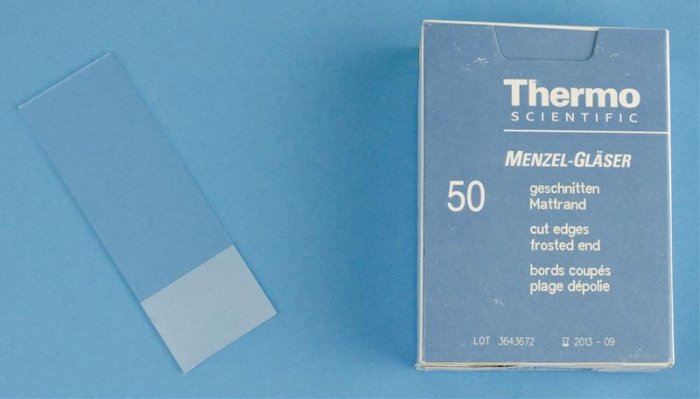 Thermo
SCIENTIFIC
MENZEL-GLÄSER
50
geschnitten
Mattrand
cut edges
frosted end
bords coupés
plage dépolie
LOT 3643672
2013 - 09